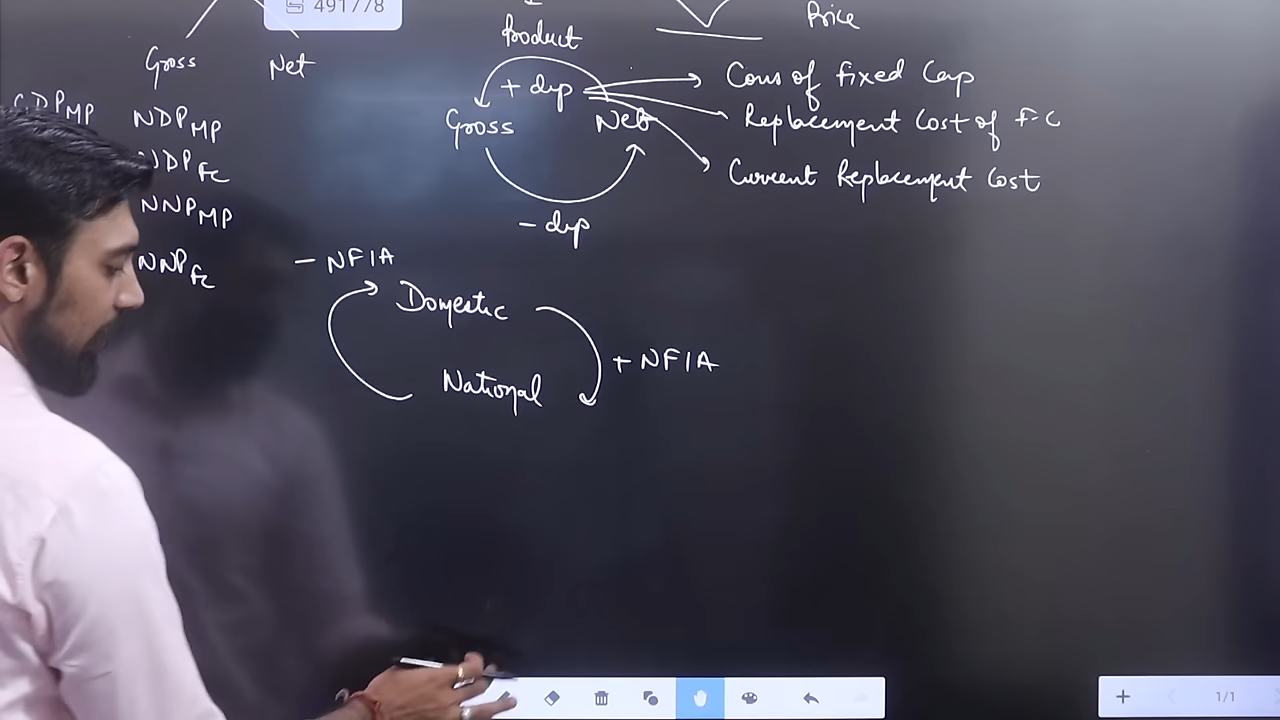 491778
Product
Price
Gross Net
+ dep
Cons of Fixed Cap
GDPMP NDPMP
Gross Net
Replacement Cost of F.C
NDPFC
Current Replacement Cost
NNPMP
- dep
NNPFC
- NFIA
Domestic
+ NFIA
National
1/1